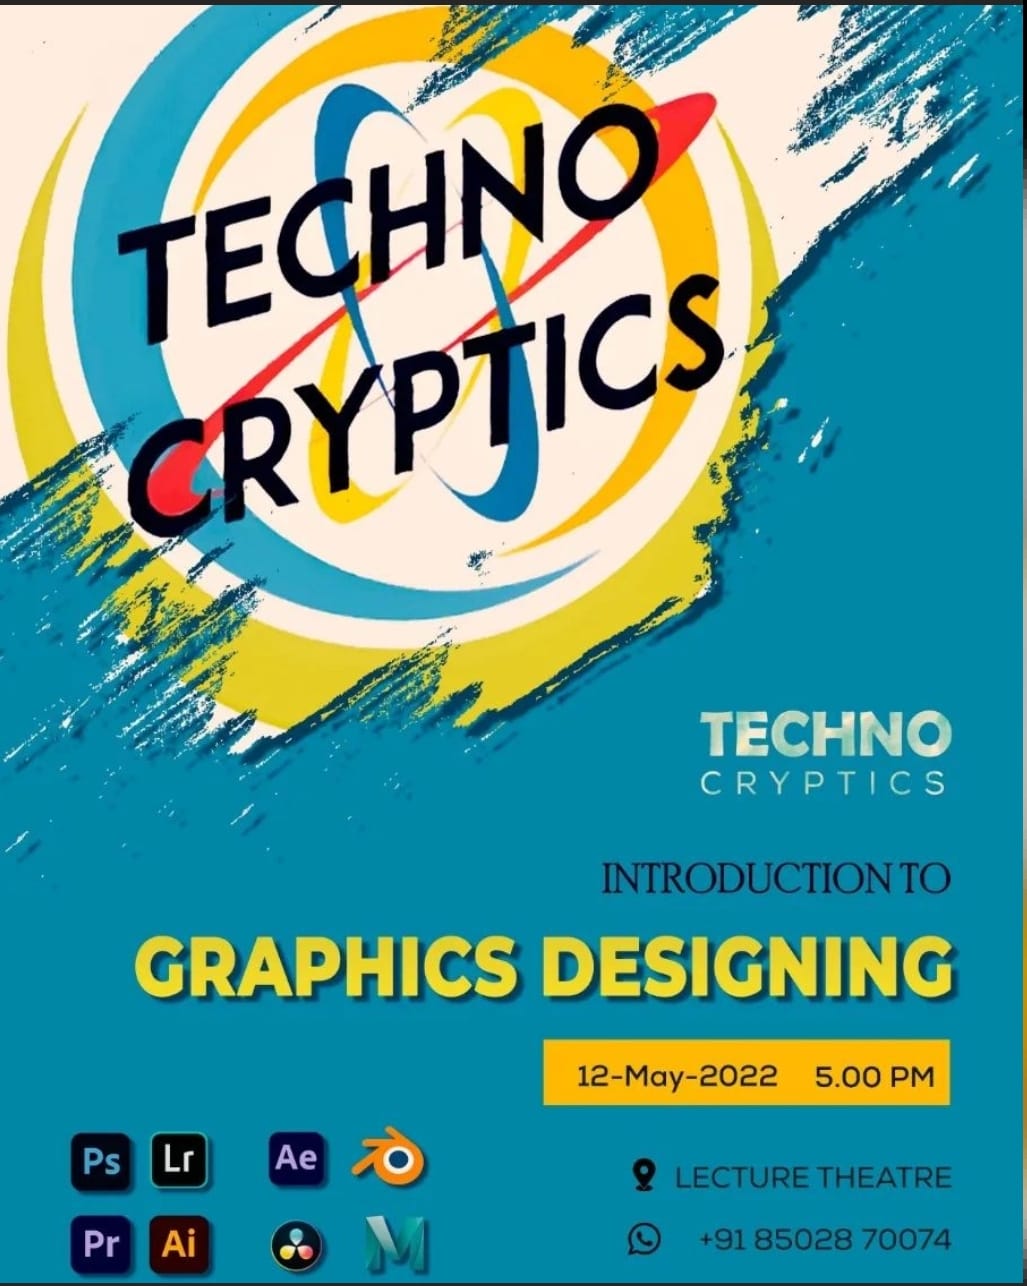 TECHNO
CRYPTICS
TECHNO
CRYPTICS
INTRODUCTION TO
GRAPHICS DESIGNING
12-May-2022 5.00 PM
Ps Lr Ae
Pr Ai M
LECTURE THEATRE
+91 85028 70074